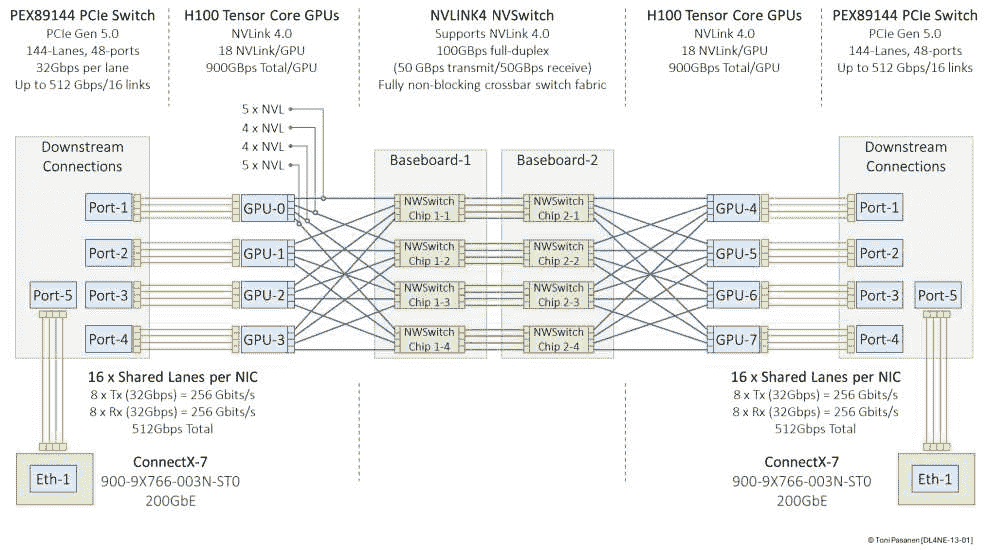 PEX89144 PCIe Switch
PCIe Gen 5.0
144-Lanes, 48-ports
32Gbps per lane
Up to 512 Gbps/16 links
H100 Tensor Core GPUs
NVLink 4.0
18 NVLink/GPU
900GBps Total/GPU
NVLINK4 NVSwitch
Supports NVLink 4.0
100GBps full-duplex
(50 GBps transmit/50GBps receive)
Fully non-blocking crossbar switch fabric
H100 Tensor Core GPUs
NVLink 4.0
18 NVLink/GPU
900GBps Total/GPU
PEX89144 PCIe Switch
PCIe Gen 5.0
144-Lanes, 48-ports
32Gbps per lane
Up to 512 Gbps/16 links
5 x NVL
4 x NVL
4 x NVL
5 x NVL
Downstream
Connections
Port-1
Port-2
Port-3
Port-4
Port-5
GPU-0
GPU-1
GPU-2
GPU-3
Baseboard-1
NWSwitch
Chip 1-1
NWSwitch
Chip 1-2
NWSwitch
Chip 1-3
NWSwitch
Chip 1-4
Baseboard-2
NWSwitch
Chip 2-1
NWSwitch
Chip 2-2
NWSwitch
Chip 2-3
NWSwitch
Chip 2-4
GPU-4
GPU-5
GPU-6
GPU-7
Downstream
Connections
Port-1
Port-2
Port-3
Port-4
Port-5
16 x Shared Lanes per NIC
8 x Tx (32Gbps) = 256 Gbits/s
8 x Rx (32Gbps) = 256 Gbits/s
512Gbps Total
ConnectX-7
900-9X766-003N-ST0
200GbE
Eth-1
16 x Shared Lanes per NIC
8 x Tx (32Gbps) = 256 Gbits/s
8 x Rx (32Gbps) = 256 Gbits/s
512Gbps Total
ConnectX-7
900-9X766-003N-ST0
200GbE
Eth-1
© Toni Pasanen [DL4NE-13-01]